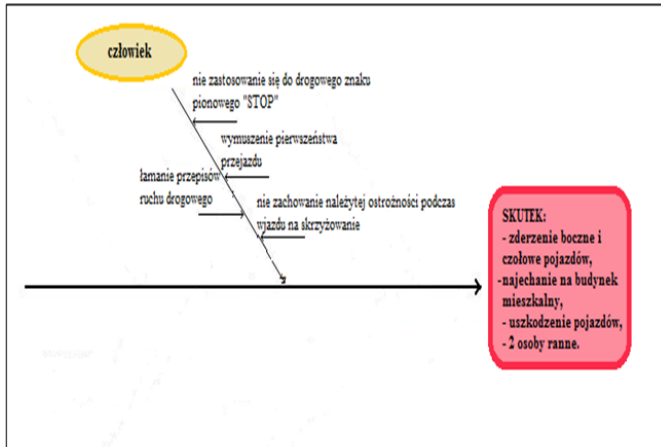 człowiek
nie zastosowanie się do drogowego znaku
pionowego "STOP"
wymuszenie pierwszeństwa
przejazdu
łamanie przepisów
ruchu drogowego
nie zachowanie należytej ostrożności podczas
wjazdu na skrzyżowanie
SKUTEK:
- zderzenie boczne i
czołowe pojazdów,
-najechanie na budynek
mieszkalny,
- uszkodzenie pojazdów,
- 2 osoby ranne.